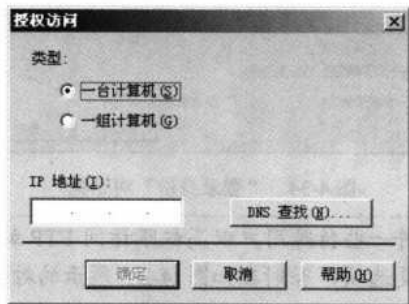 授权访问
类型:
一台计算机(S)
一组计算机(G)
IP 地址(I):
DNS 查找(N)...
确定
取消
帮助(H)